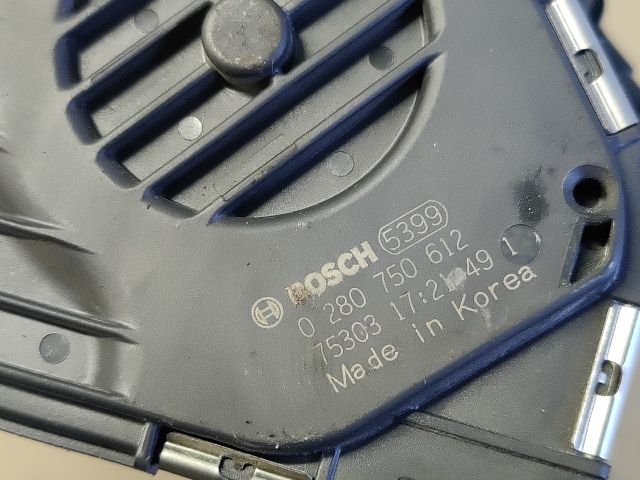 BOSCH 5399
0 280 750 612
75303 17:21:49 1
Made in Korea